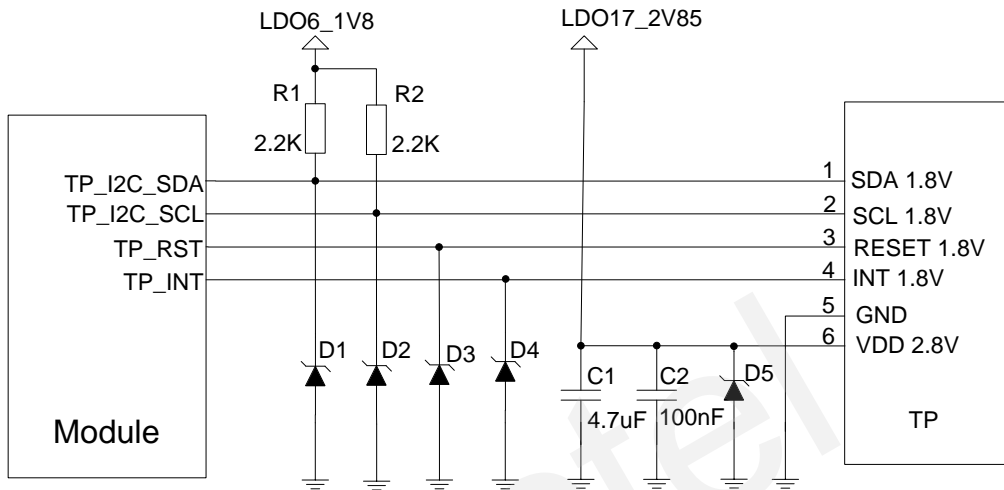 LDO6_1V8
LDO17_2V85
R1
R2
2.2K
2.2K
TP_I2C_SDA
TP_I2C_SCL
TP_RST
TP_INT
1
2
3
4
5
6
SDA 1.8V
SCL 1.8V
RESET 1.8V
INT 1.8V
GND
VDD 2.8V
D1
D2
D3
D4
C1
C2
D5
4.7uF
100nF
Module
TP